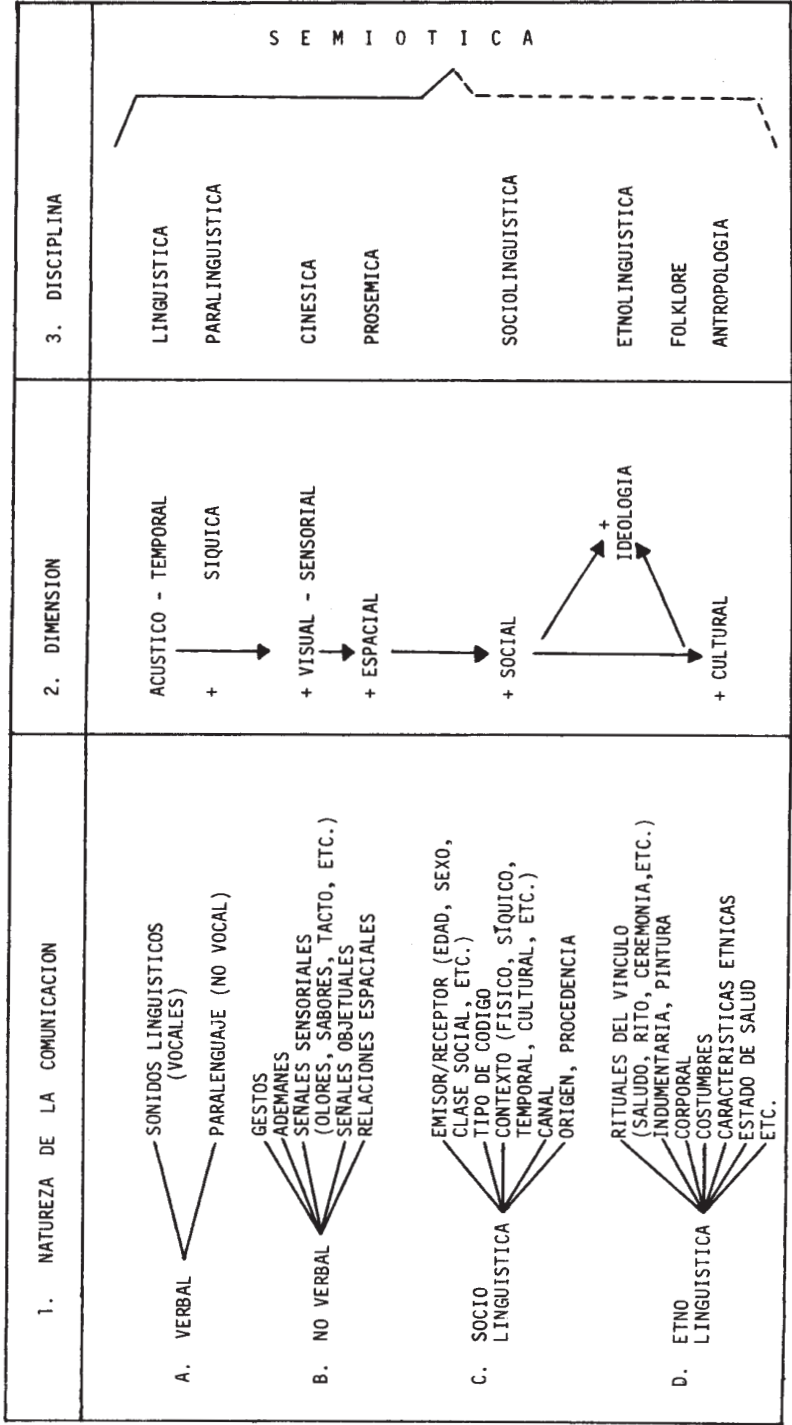 1. NATUREZA DE LA COMUNICACION
2. DIMENSION
3. DISCIPLINA
A. VERBAL
SONIDOS LINGUISTICOS
(VOCALES)
PARALENGUAJE (NO VOCAL)
ACUSTICO - TEMPORAL
+ SIQUICA
LINGUISTICA
PARALINGUISTICA
B. NO VERBAL
GESTOS
ADEMANES
SEÑALES SENSORIALES
(OLORES, SABORES, TACTO, ETC.)
SEÑALES OBJETUALES
RELACIONES ESPACIALES
+ VISUAL - SENSORIAL
+ ESPACIAL
CINESICA
PROSEMICA
C. SOCIO
LINGUISTICA
EMISOR/RECEPTOR (EDAD, SEXO,
CLASE SOCIAL, ETC.)
TIPO DE CODIGO
CONTEXTO (FISICO, SÍQUICO,
TEMPORAL, CULTURAL, ETC.)
CANAL
ORIGEN, PROCEDENCIA
+ SOCIAL
SOCIOLINGUISTICA
D. ETNO
LINGUISTICA
RITUALES DEL VINCULO
(SALUDO, RITO, CEREMONIA,ETC.)
INDUMENTARIA, PINTURA
CORPORAL
COSTUMBRES
CARACTERISTICAS ETNICAS
ESTADO DE SALUD
ETC.
+
IDEOLOGIA
+ CULTURAL
ETNOLINGUISTICA
FOLKLORE
ANTROPOLOGIA
S E M I O T I C A